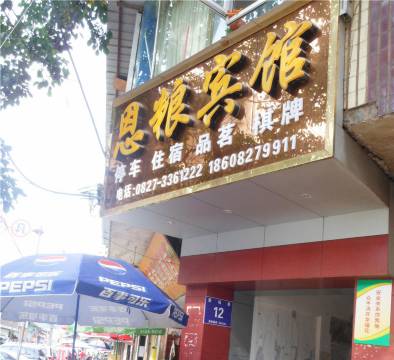 恩粮宾馆
停车 住宿 品茗 棋牌
电话:0827-3361222 18608279911
PEPSI
PEPSI
百事可乐
12